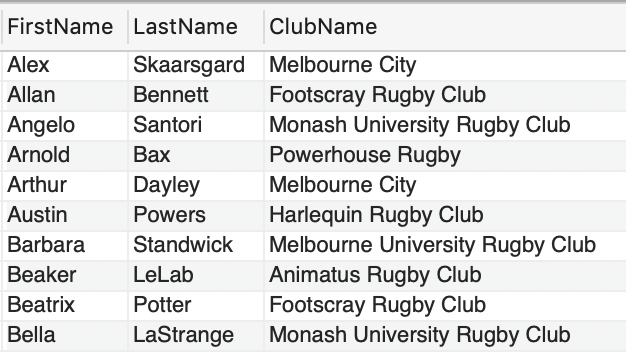 FirstName LastName ClubName
Alex Skaarsgard Melbourne City
Allan Bennett Footscray Rugby Club
Angelo Santori Monash University Rugby Club
Arnold Bax Powerhouse Rugby
Arthur Dayley Melbourne City
Austin Powers Harlequin Rugby Club
Barbara Standwick Melbourne University Rugby Club
Beaker LeLab Animatus Rugby Club
Beatrix Potter Footscray Rugby Club
Bella LaStrange Monash University Rugby Club